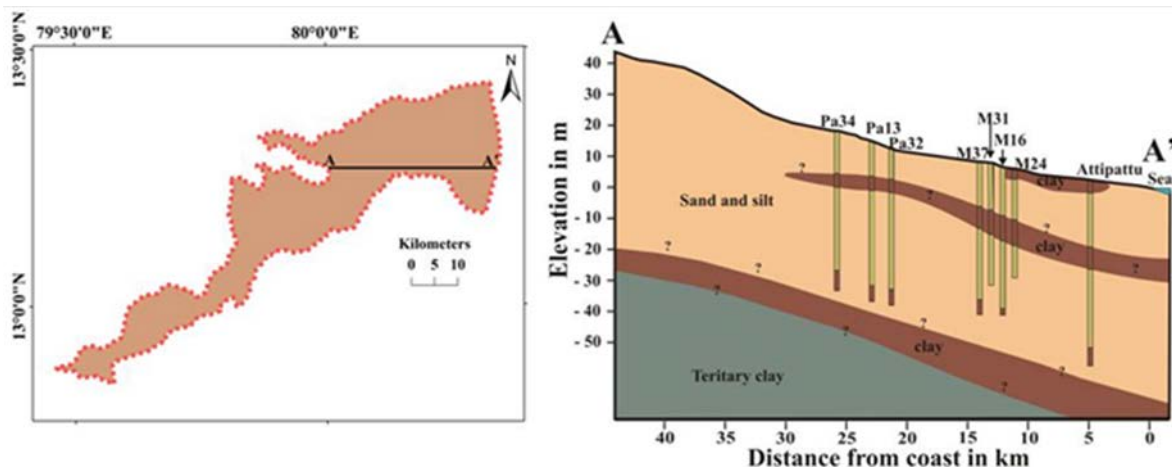 79°30'0"E
80°0'0"E
13°30'0"N
13°0'0"N
N
A
A'
Kilometers
0 5 10
A
A'
Elevation in m
40
30
20
10
0
- 10
- 20
- 30
- 40
- 50
Pa34
Pa13
Pa32
M37
M31
M16
M24
Attipattu
Sea
clay
Sand and silt
?
?
?
?
?
clay
?
?
?
?
clay
?
?
?
?
Teritary clay
40 35 30 25 20 15 10 5 0
Distance from coast in km